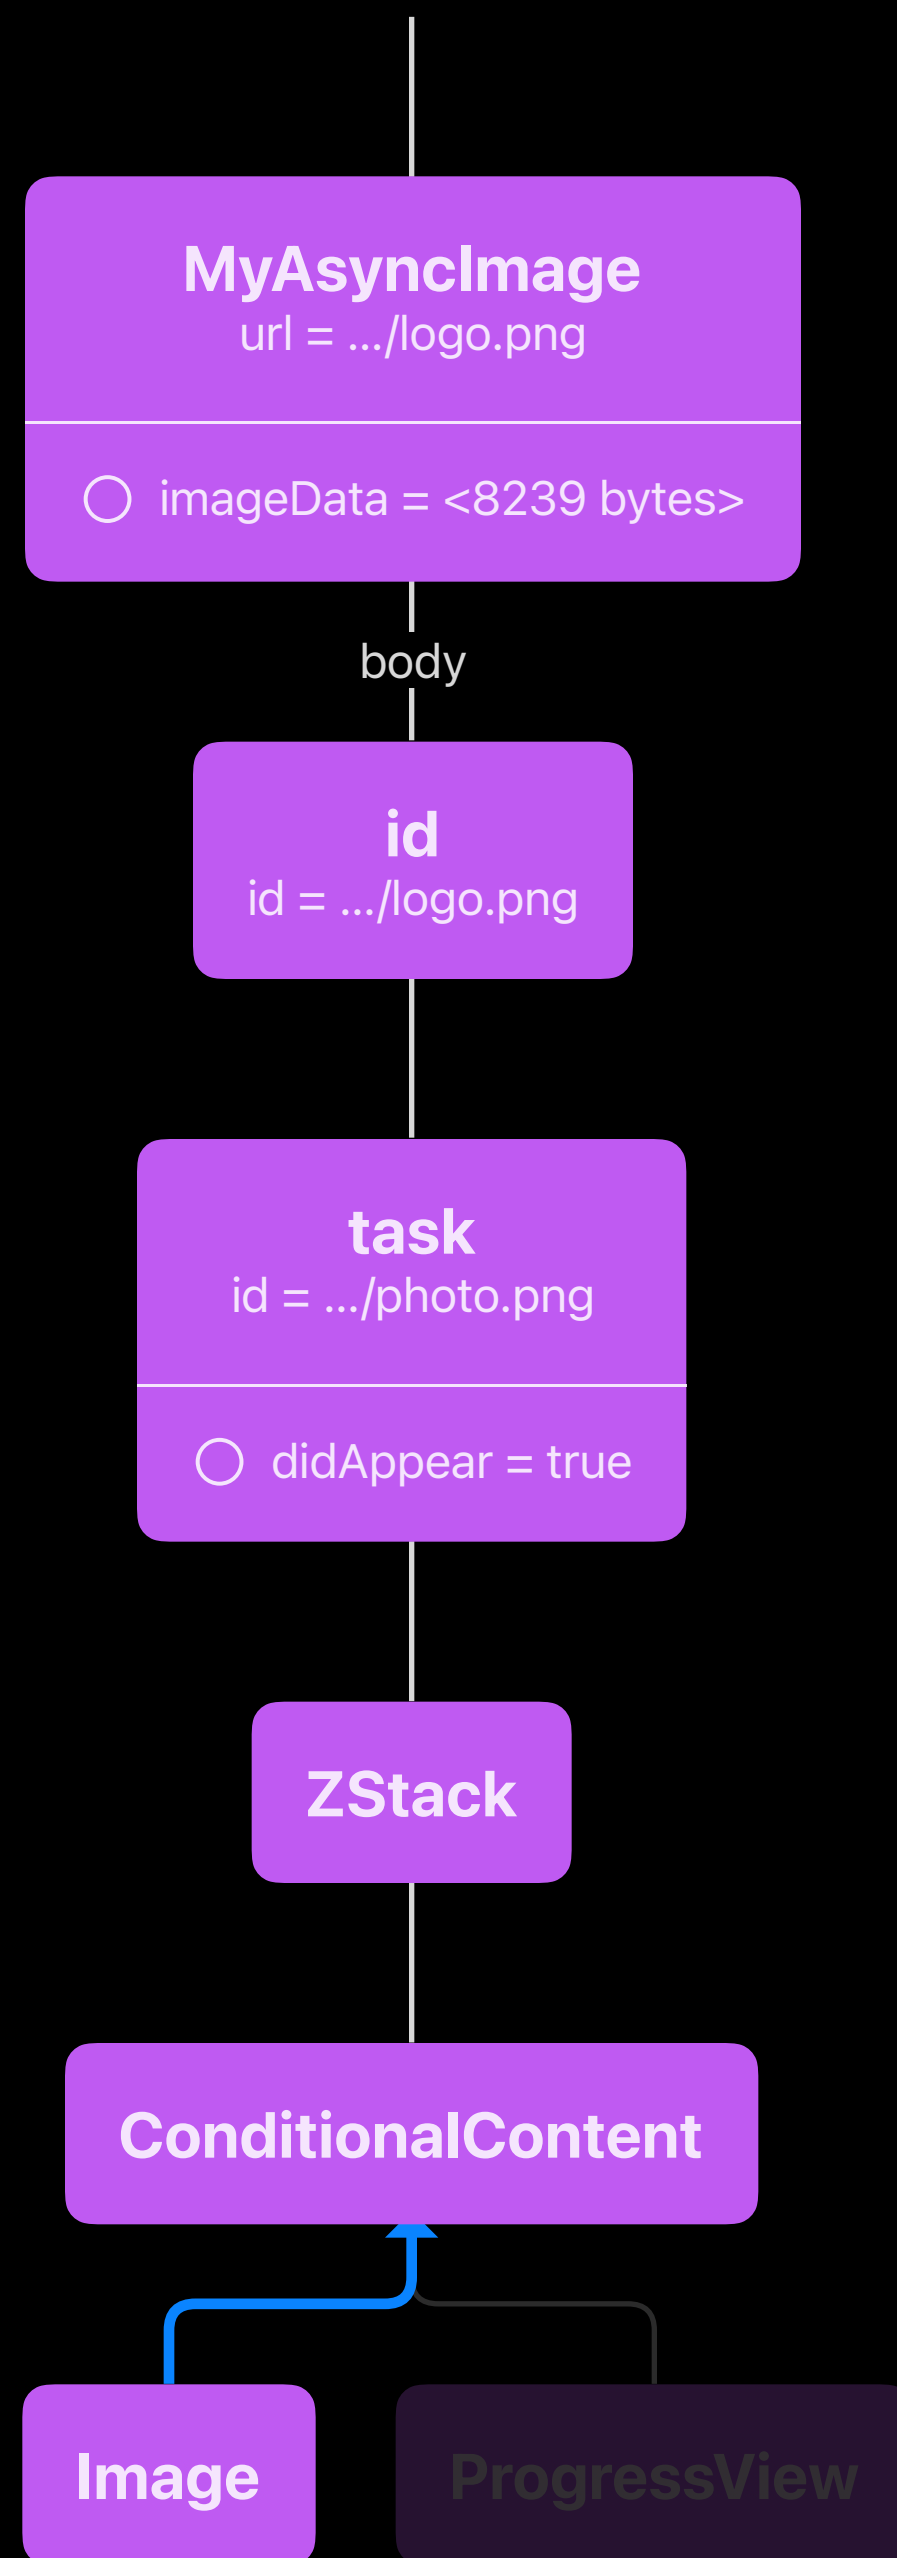 MyAsyncImage
url = .../logo.png
imageData = <8239 bytes>
body
id
id = .../logo.png
task
id = .../photo.png
didAppear = true
ZStack
ConditionalContent
Image
ProgressView